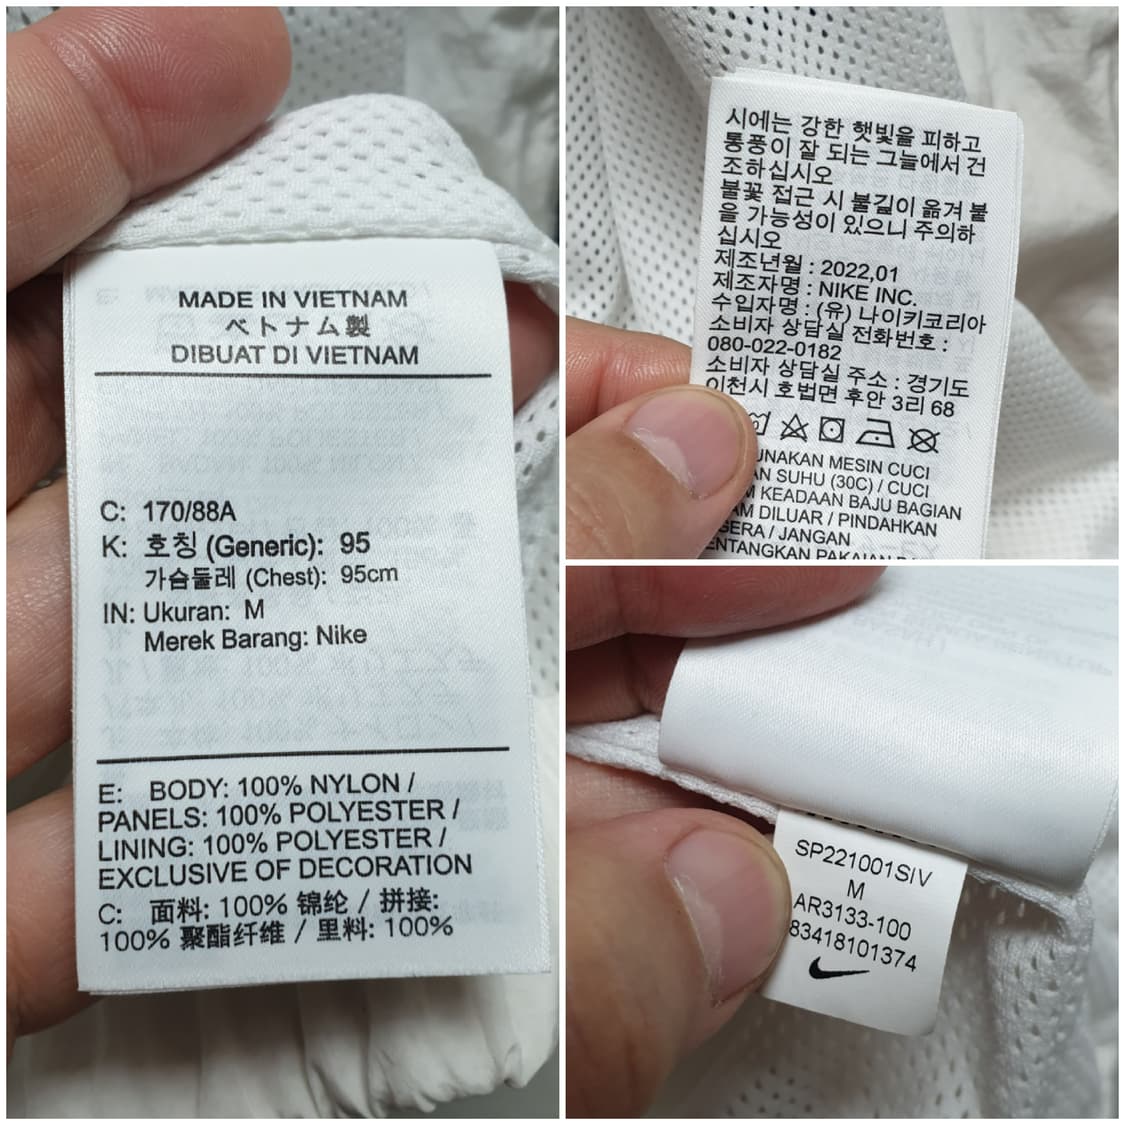 MADE IN VIETNAM
ベトナム製
DIBUAT DI VIETNAM
C: 170/88A
K: 호칭 (Generic): 95
가슴둘레 (Chest): 95cm
IN: Ukuran: M
Merek Barang: Nike
E: BODY: 100% NYLON /
PANELS: 100% POLYESTER /
LINING: 100% POLYESTER /
EXCLUSIVE OF DECORATION
C: 面料: 100% 锦纶 / 拼接:
100% 聚酯纤维 / 里料: 100%
시에는 강한 햇빛을 피하고
통풍이 잘 되는 그늘에서 건
조하십시오
불꽃 접근 시 불길이 옮겨 붙
을 가능성이 있으니 주의하
십시오
제조년월 : 2022,01
제조자명 : NIKE INC.
수입자명 : (유) 나이키코리아
소비자 상담실 전화번호 :
080-022-0182
소비자 상담실 주소 : 경기도
이천시 호법면 후안 3리 68
UNAKAN MESIN CUCI
AN SUHU (30C) / CUCI
M KEADAAN BAJU BAGIAN
AM DILUAR / PINDAHKAN
GERA / JANGAN
ENTANGKAN PAKAIAN
SP221001SIV
M
AR3133-100
83418101374